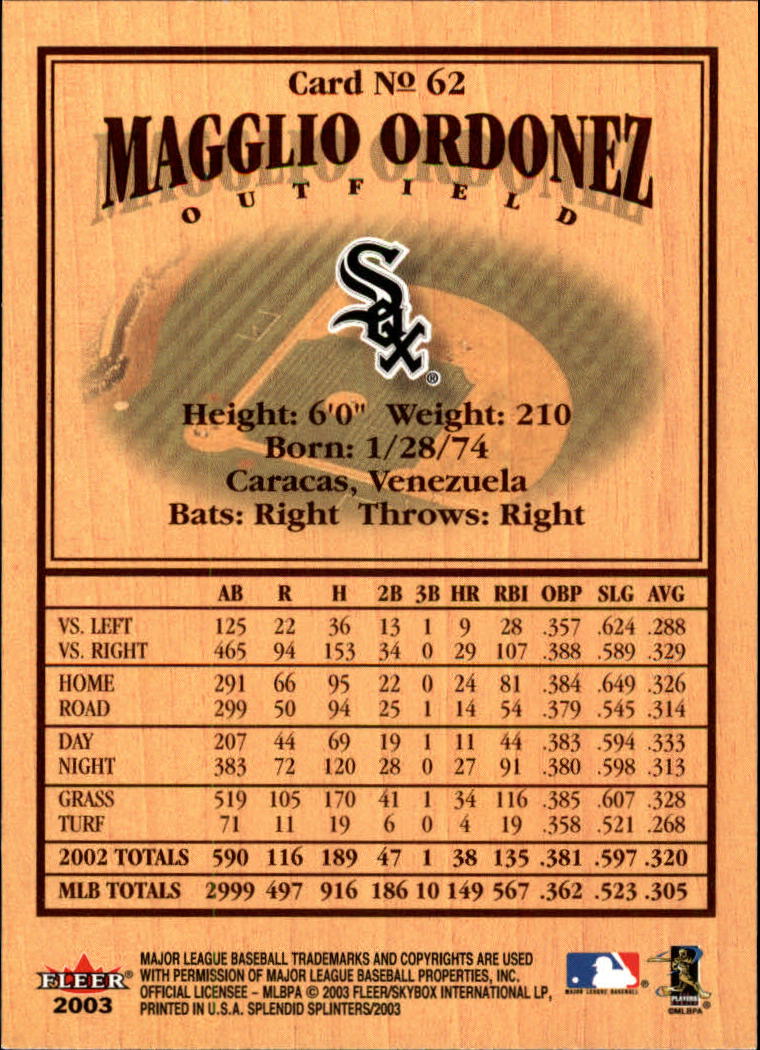 Card Nº 62
MAGGLIO ORDONEZ
OUTFIELD
Sox ®
Height: 6'0" Weight: 210
Born: 1/28/74
Caracas, Venezuela
Bats: Right Throws: Right
AB R H 2B 3B HR RBI OBP SLG AVG
VS. LEFT 125 22 36 13 1 9 28 .357 .624 .288
VS. RIGHT 465 94 153 34 0 29 107 .388 .589 .329
HOME 291 66 95 22 0 24 81 .384 .649 .326
ROAD 299 50 94 25 1 14 54 .379 .545 .314
DAY 207 44 69 19 1 11 44 .383 .594 .333
NIGHT 383 72 120 28 0 27 91 .380 .598 .313
GRASS 519 105 170 41 1 34 116 .385 .607 .328
TURF 71 11 19 6 0 4 19 .358 .521 .268
2002 TOTALS 590 116 189 47 1 38 135 .381 .597 .320
MLB TOTALS 2999 497 916 186 10 149 567 .362 .523 .305
FLEER®
2003
MAJOR LEAGUE BASEBALL TRADEMARKS AND COPYRIGHTS ARE USED
WITH PERMISSION OF MAJOR LEAGUE BASEBALL PROPERTIES, INC.
OFFICIAL LICENSEE – MLBPA © 2003 FLEER/SKYBOX INTERNATIONAL LP,
PRINTED IN U.S.A. SPLENDID SPLINTERS/2003
MAJOR LEAGUE BASEBALL ®
PLAYERS ®
©MLBPA